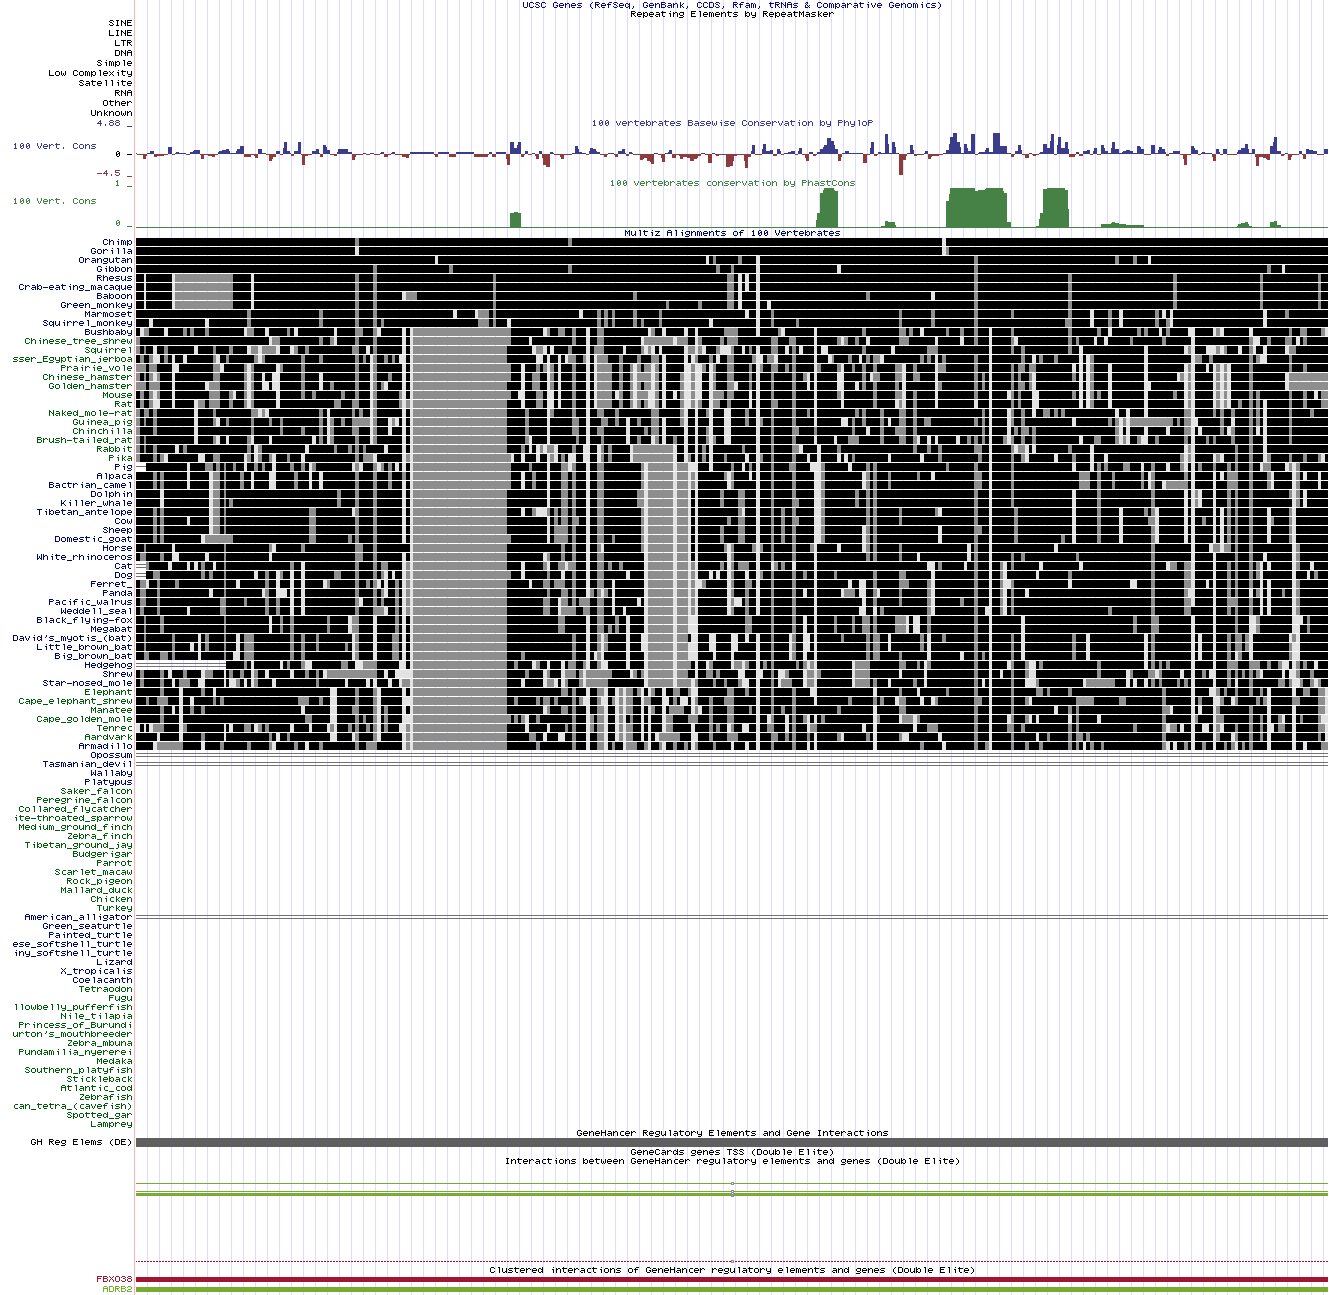 UCSC Genes (RefSeq, GenBank, CCDS, Rfam, tRNAs & Comparative Genomics)
Repeating Elements by RepeatMasker
SINE
LINE
LTR
DNA
Simple
Low Complexity
Satellite
RNA
Other
Unknown
100 vertebrates Basewise Conservation by PhyloP
4.88 _
100 Vert. Cons
0 -
-4.5 _
100 vertebrates conservation by PhastCons
1 _
100 Vert. Cons
0 _
Multiz Alignments of 100 Vertebrates
Chimp
Gorilla
Orangutan
Gibbon
Rhesus
Crab-eating_macaque
Baboon
Green_monkey
Marmoset
Squirrel_monkey
Bushbaby
Chinese_tree_shrew
Squirrel
sser_Egyptian_jerboa
Prairie_vole
Chinese_hamster
Golden_hamster
Mouse
Rat
Naked_mole-rat
Guinea_pig
Chinchilla
Brush-tailed_rat
Rabbit
Pika
Pig
Alpaca
Bactrian_camel
Dolphin
Killer_whale
Tibetan_antelope
Cow
Sheep
Domestic_goat
Horse
White_rhinoceros
Cat
Dog
Ferret_
Panda
Pacific_walrus
Weddell_seal
Black_flying-fox
Megabat
David's_myotis_(bat)
Little_brown_bat
Big_brown_bat
Hedgehog
Shrew
Star-nosed_mole
Elephant
Cape_elephant_shrew
Manatee
Cape_golden_mole
Tenrec
Aardvark
Armadillo
Opossum
Tasmanian_devil
Wallaby
Platypus
Saker_falcon
Peregrine_falcon
Collared_flycatcher
ite-throated_sparrow
Medium_ground_finch
Zebra_finch
Tibetan_ground_jay
Budgerigar
Parrot
Scarlet_macaw
Rock_pigeon
Mallard_duck
Chicken
Turkey
American_alligator
Green_seaturtle
Painted_turtle
ese_softshell_turtle
iny_softshell_turtle
Lizard
X_tropicalis
Coelacanth
Tetraodon
Fugu
llowbelly_pufferfish
Nile_tilapia
Princess_of_Burundi
urton's_mouthbreeder
Zebra_mbuna
Pundamilia_nyererei
Medaka
Southern_platyfish
Stickleback
Atlantic_cod
Zebrafish
can_tetra_(cavefish)
Spotted_gar
Lamprey
GeneHancer Regulatory Elements and Gene Interactions
GH Reg Elems (DE)
GeneCards genes TSS (Double Elite)
Interactions between GeneHancer regulatory elements and genes (Double Elite)
Clustered interactions of GeneHancer regulatory elements and genes (Double Elite)
FBXO38
ADRB2